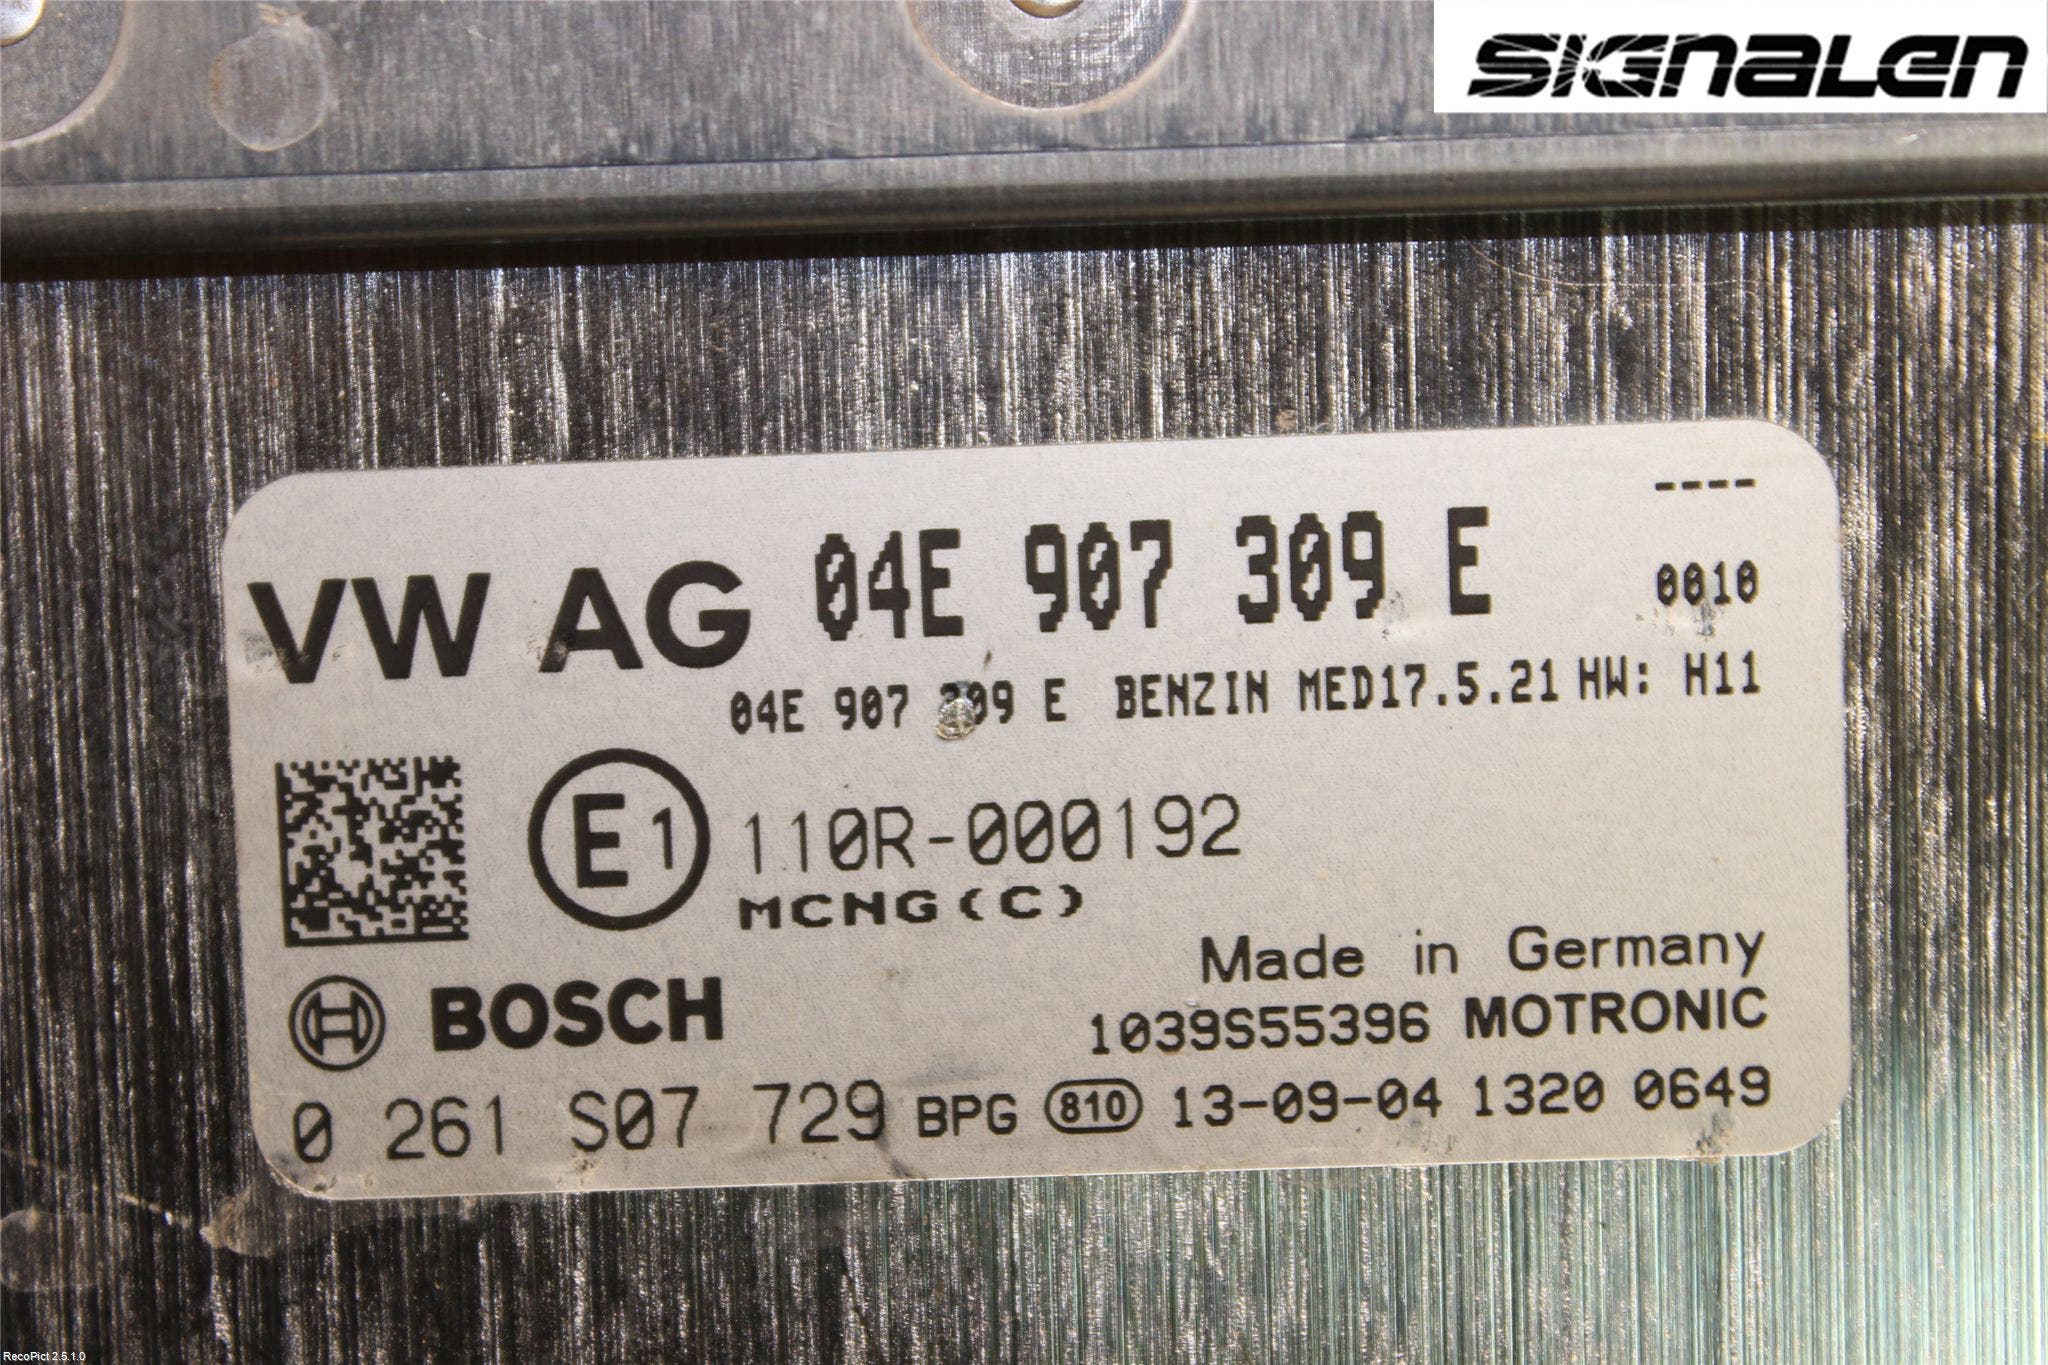 SIGNALEN
----
VW AG 04E 907 309 E 0010
04E 907 309 E BENZIN MED17.5.21 HW: H11
E1 110R-000192
MCNG(C)
Made in Germany
BOSCH 1039S55396 MOTRONIC
0 261 S07 729 BPG 810 13-09-04 1320 0649
RecoPict 2.5.1.0